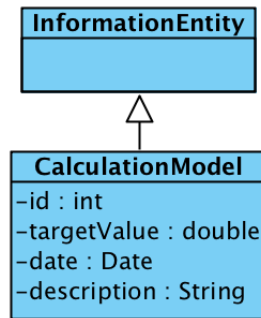 InformationEntity
CalculationModel
-id : int
-targetValue : double
-date : Date
-description : String